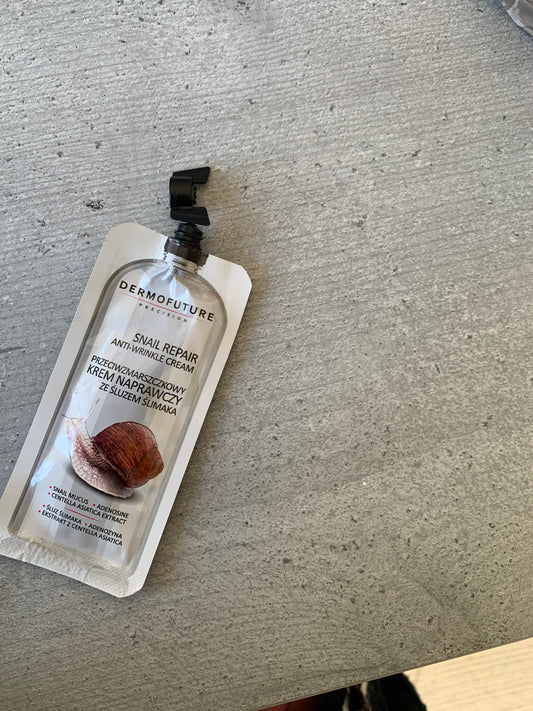 DERMOFUTURE
PRECISION
SNAIL REPAIR
ANTI-WRINKLE CREAM
PRZECIWZMARSZCZKOWY
KREM NAPRAWCZY
ZE ŚLUZEM ŚLIMAKA
• SNAIL MUCUS • ADENOSINE
• CENTELLA ASIATICA EXTRACT
• ŚLUZ ŚLIMAKA • ADENOZYNA
• EKSTRAKT Z CENTELLA ASIATICA